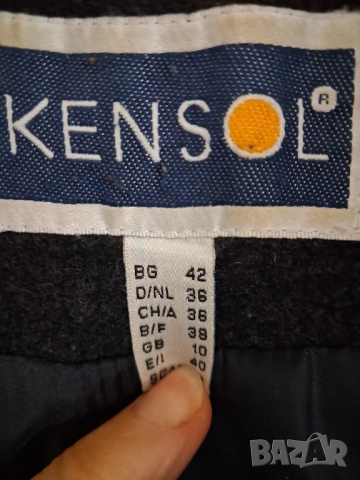 KENSOL ®
BG 42
D/NL 36
CH/A 36
B/F 38
GB 10
E/I 40
BAZAR